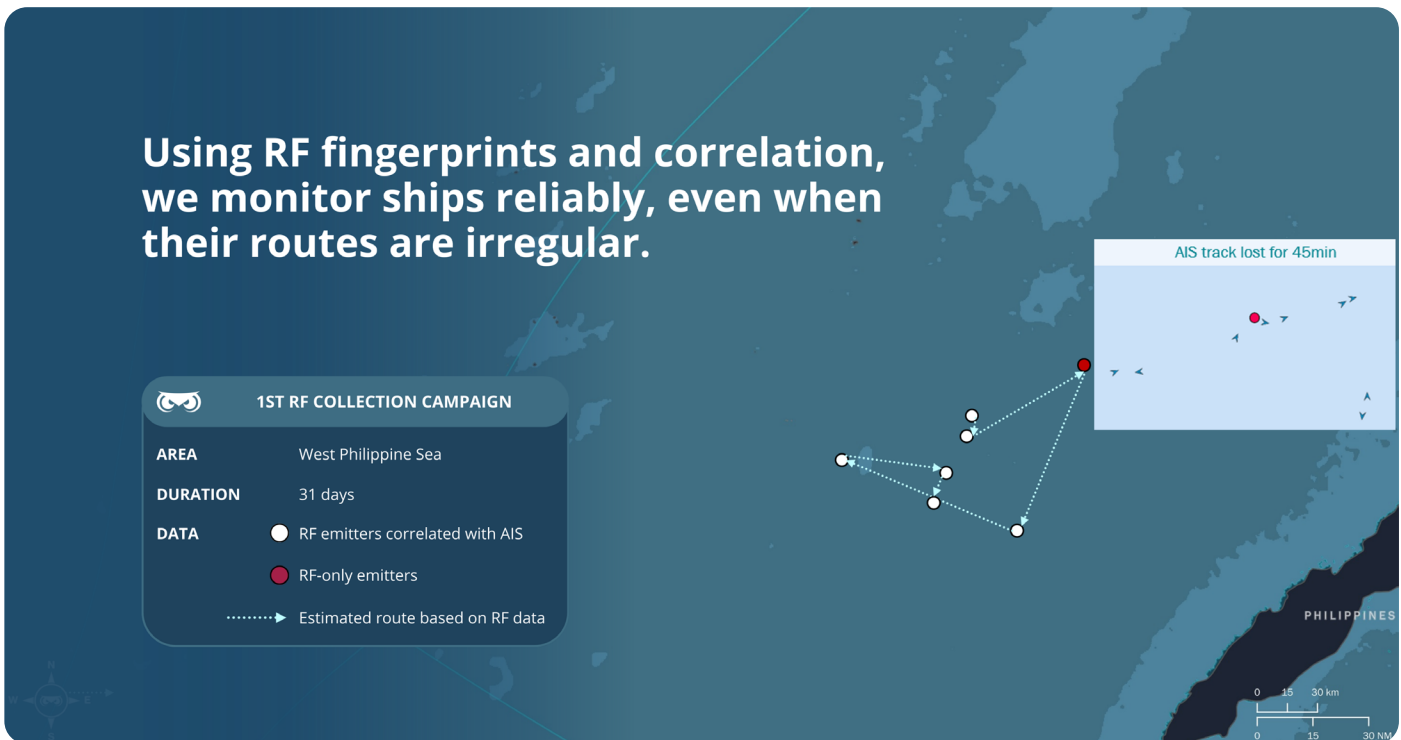 Using RF fingerprints and correlation,
we monitor ships reliably, even when
their routes are irregular.
AIS track lost for 45min
1ST RF COLLECTION CAMPAIGN
AREA West Philippine Sea
DURATION 31 days
DATA RF emitters correlated with AIS
RF-only emitters
Estimated route based on RF data
PHILIPPINES
N
W E
S
0 15 30 km
0 15 30 NM